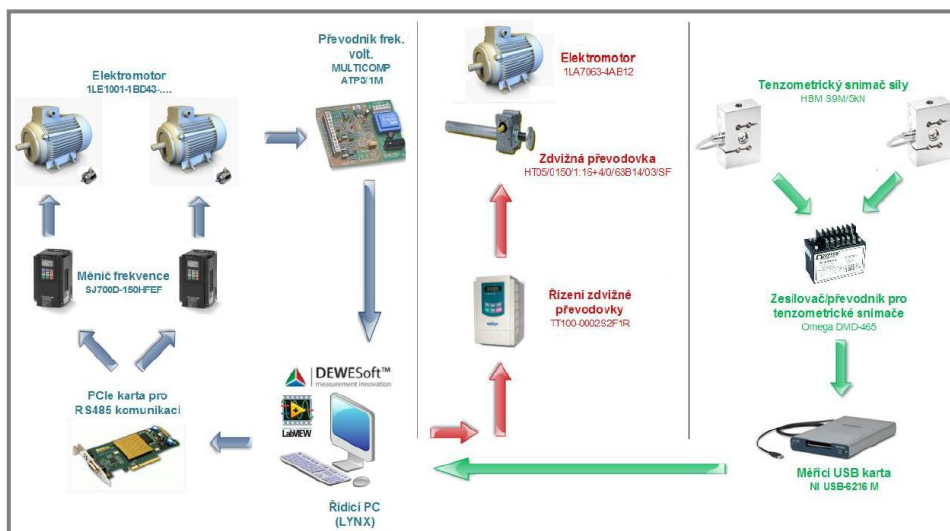 Elektromotor
1LE1001-1BD43-....
Měnič frekvence
SJ700D-150HFEF
PCIe karta pro
RS485 komunikaci
Převodník frek.
volt.
MULTICOMP
ATP3/1M
DEWESoft™
measurement innovation
LabVIEW
Řídicí PC
(LYNX)
Elektromotor
1LA7063-4AB12
Zdvižná převodovka
HT05/0150/1:16+4/0/63B14/03/SF
Řízení zdvižné
převodovky
TT100-0002S2F1R
Tenzometrický snímač síly
HBM S9M/5kN
Zesilovač/převodník pro
tenzometrické snímače
Omega DMD-465
Měřicí USB karta
NI USB-6216 M